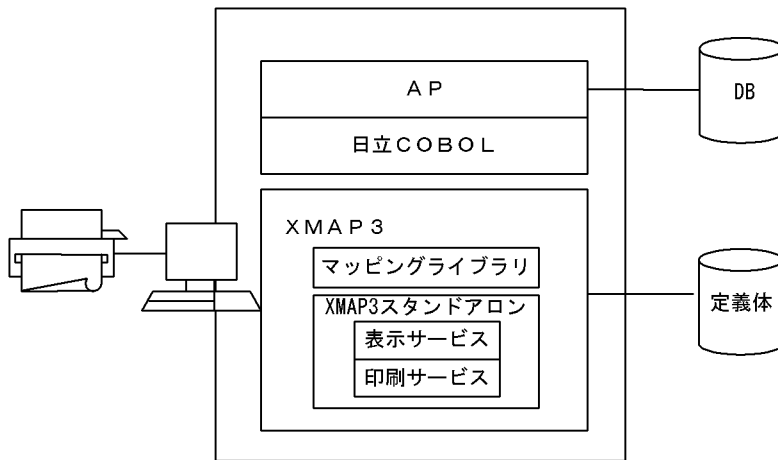 ＡＰ
DB
日立ＣＯＢＯＬ
ＸＭＡＰ３
マッピングライブラリ
XMAP3スタンドアロン
定義体
表示サービス
印刷サービス